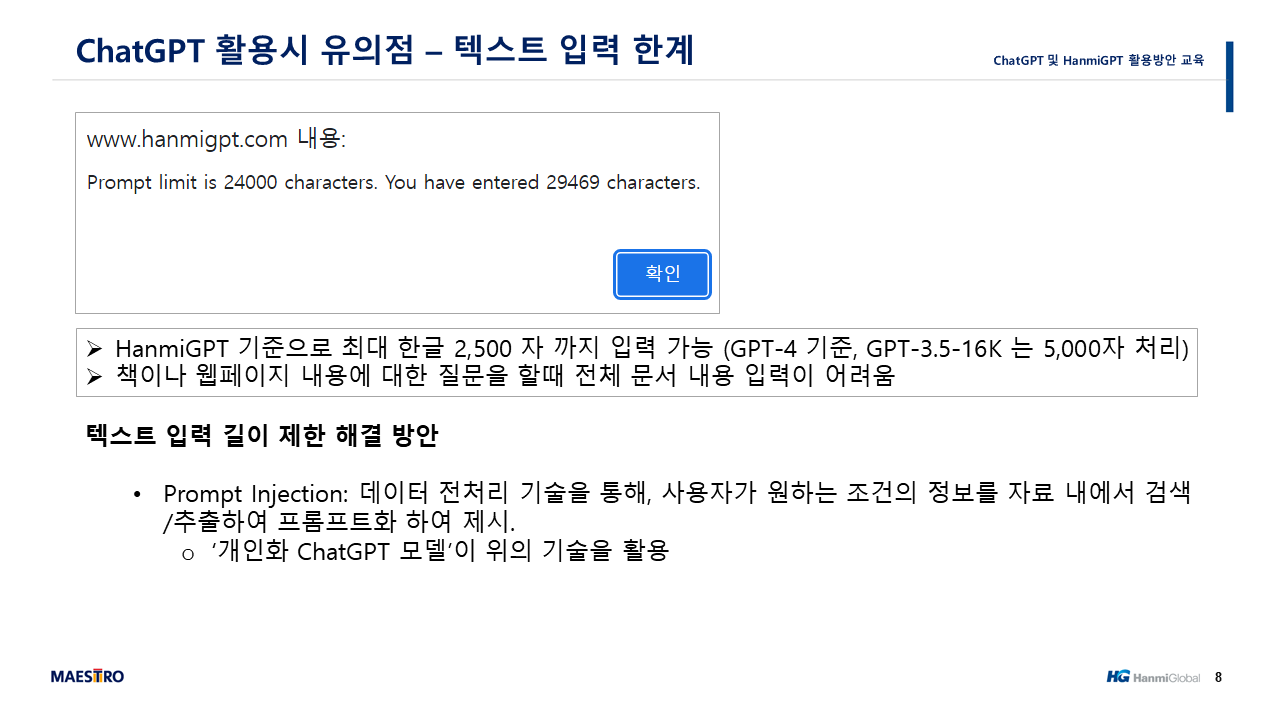 ChatGPT 활용시 유의점 – 텍스트 입력 한계
ChatGPT 및 HanmiGPT 활용방안 교육
www.hanmigpt.com 내용:
Prompt limit is 24000 characters. You have entered 29469 characters.
확인
➢ HanmiGPT 기준으로 최대 한글 2,500 자 까지 입력 가능 (GPT-4 기준, GPT-3.5-16K 는 5,000자 처리)
➢ 책이나 웹페이지 내용에 대한 질문을 할때 전체 문서 내용 입력이 어려움
텍스트 입력 길이 제한 해결 방안
• Prompt Injection: 데이터 전처리 기술을 통해, 사용자가 원하는 조건의 정보를 자료 내에서 검색
/추출하여 프롬프트화 하여 제시.
o ‘개인화 ChatGPT 모델‘이 위의 기술을 활용
MAESTRO
HG HanmiGlobal
8